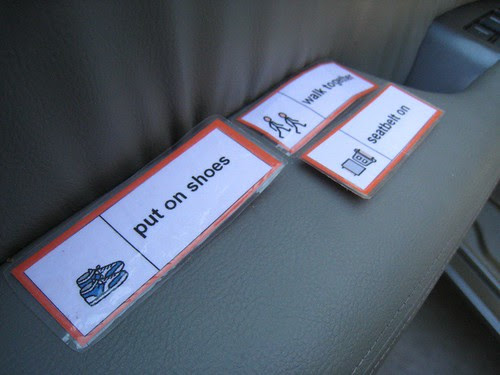 put on shoes
walk together
seatbelt on